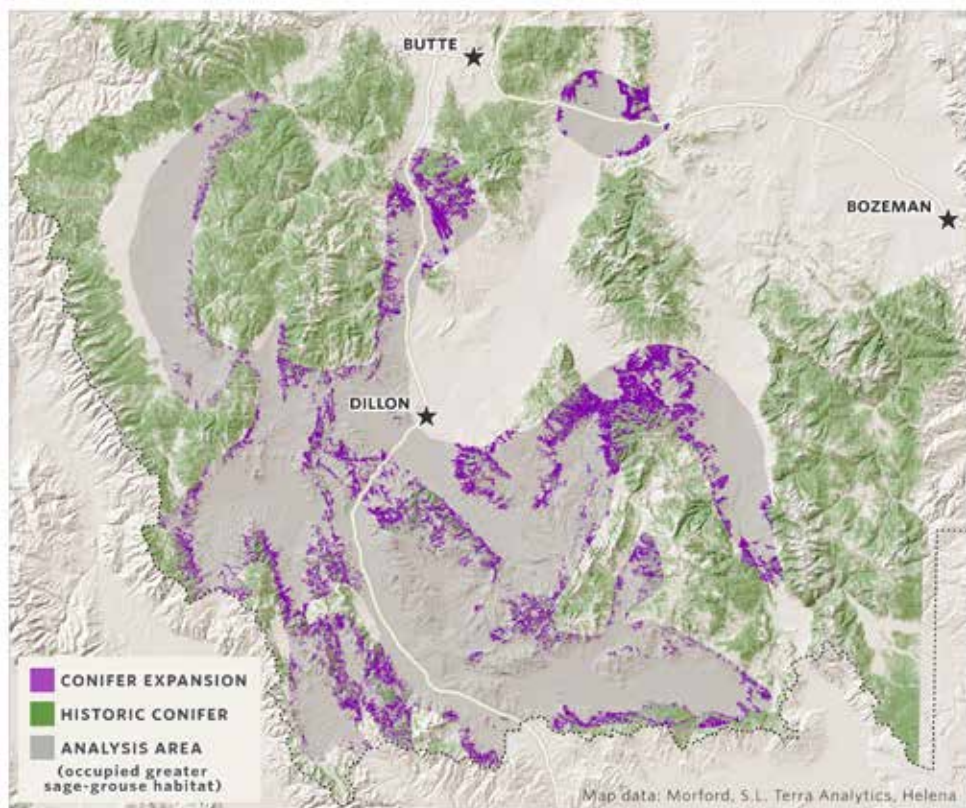 BUTTE
BOZEMAN
DILLON
CONIFER EXPANSION
HISTORIC CONIFER
ANALYSIS AREA
(occupied greater
sage-grouse habitat)
Map data: Morford, S.L. Terra Analytics, Helena